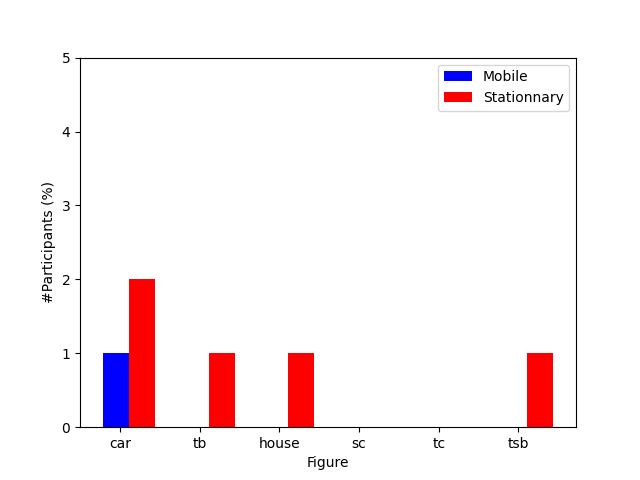 5
4
3
2
1
0
#Participants (%)
Mobile
Stationnary
car tb house sc tc tsb
Figure